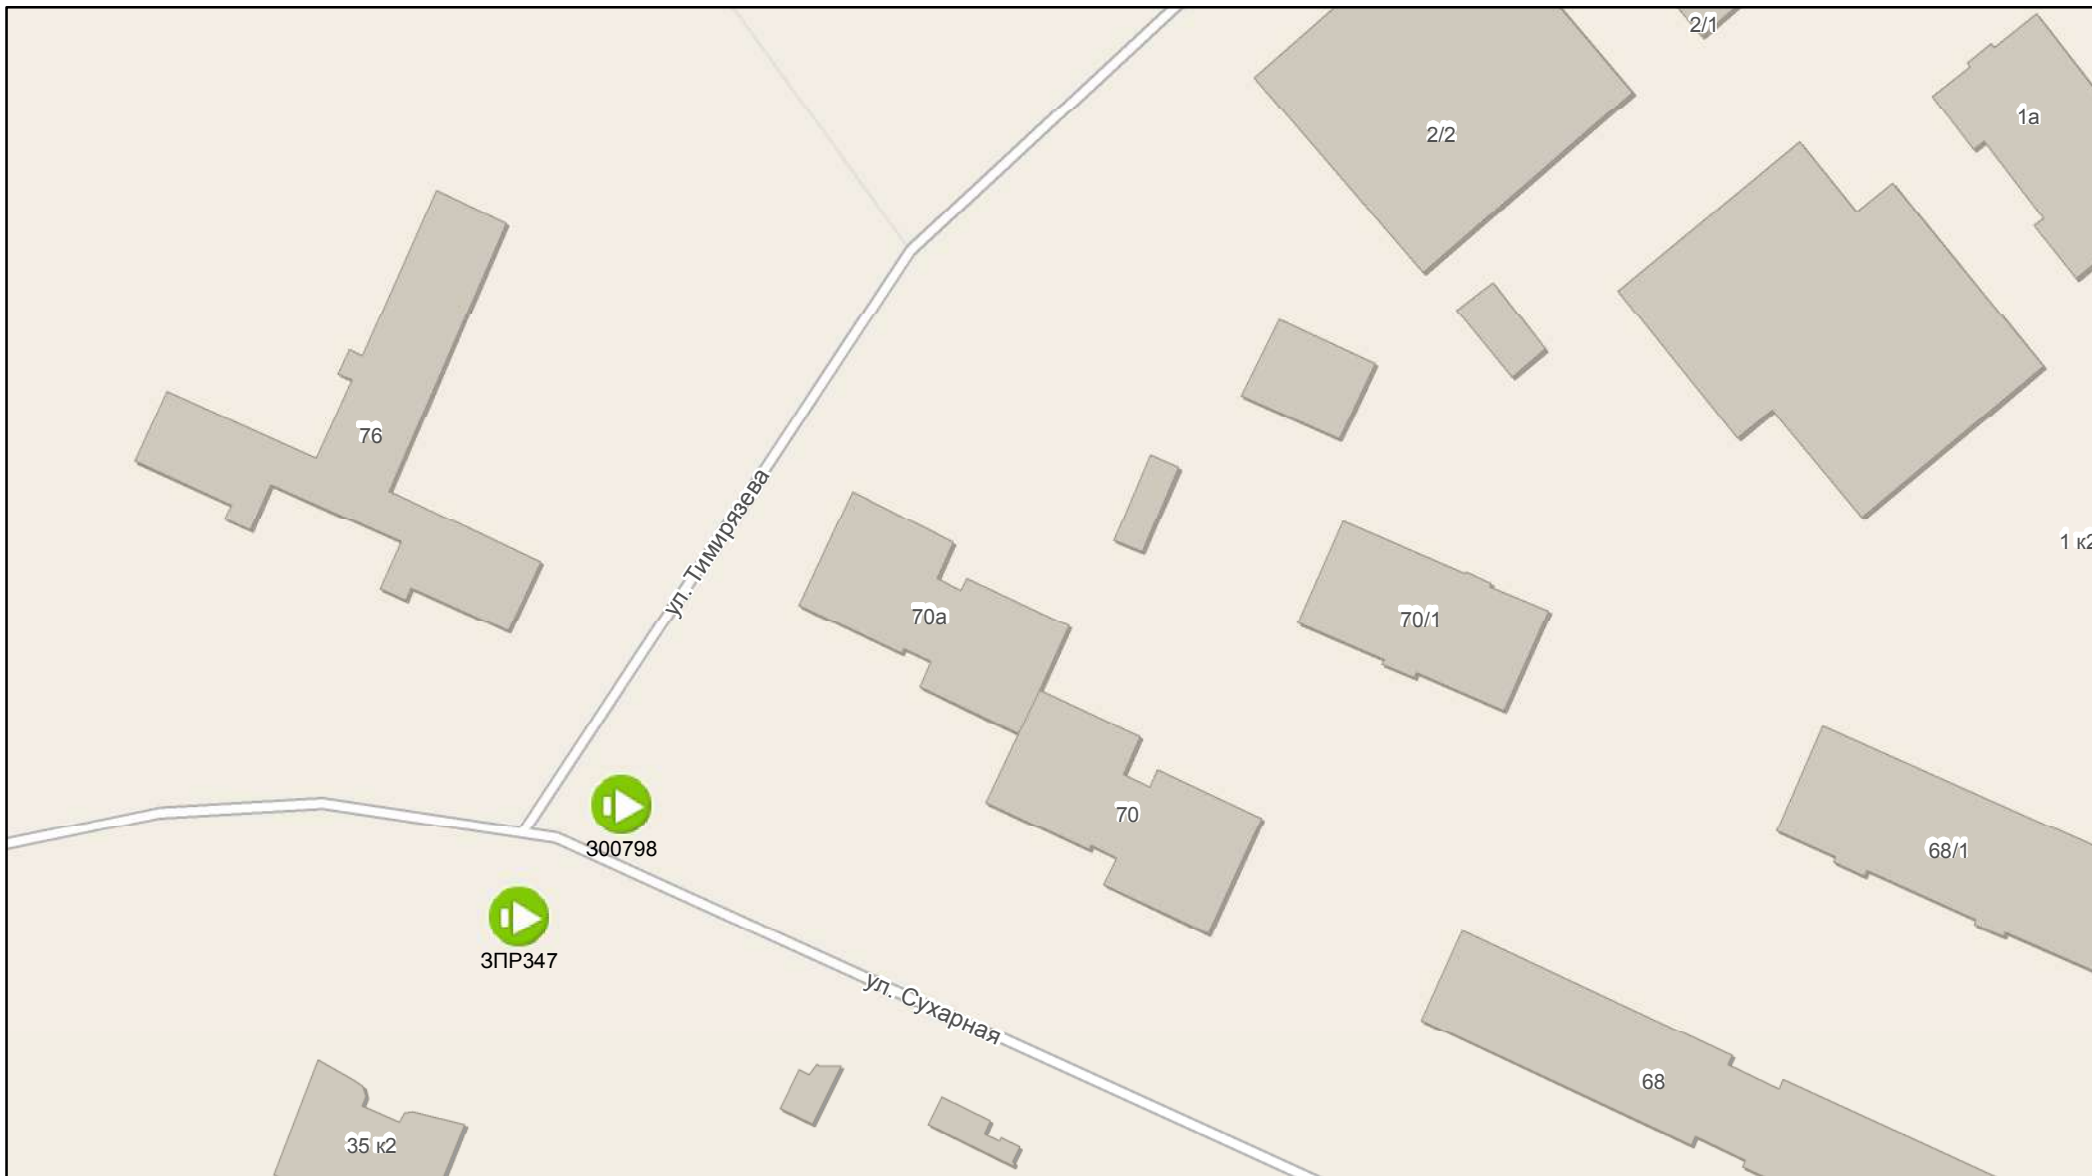 2/1
1а
2/2
76
1 к2
ул. Тимирязева
70а
70/1
70
300798
68/1
ЗПР347
ул. Сухарная
68
35 к2